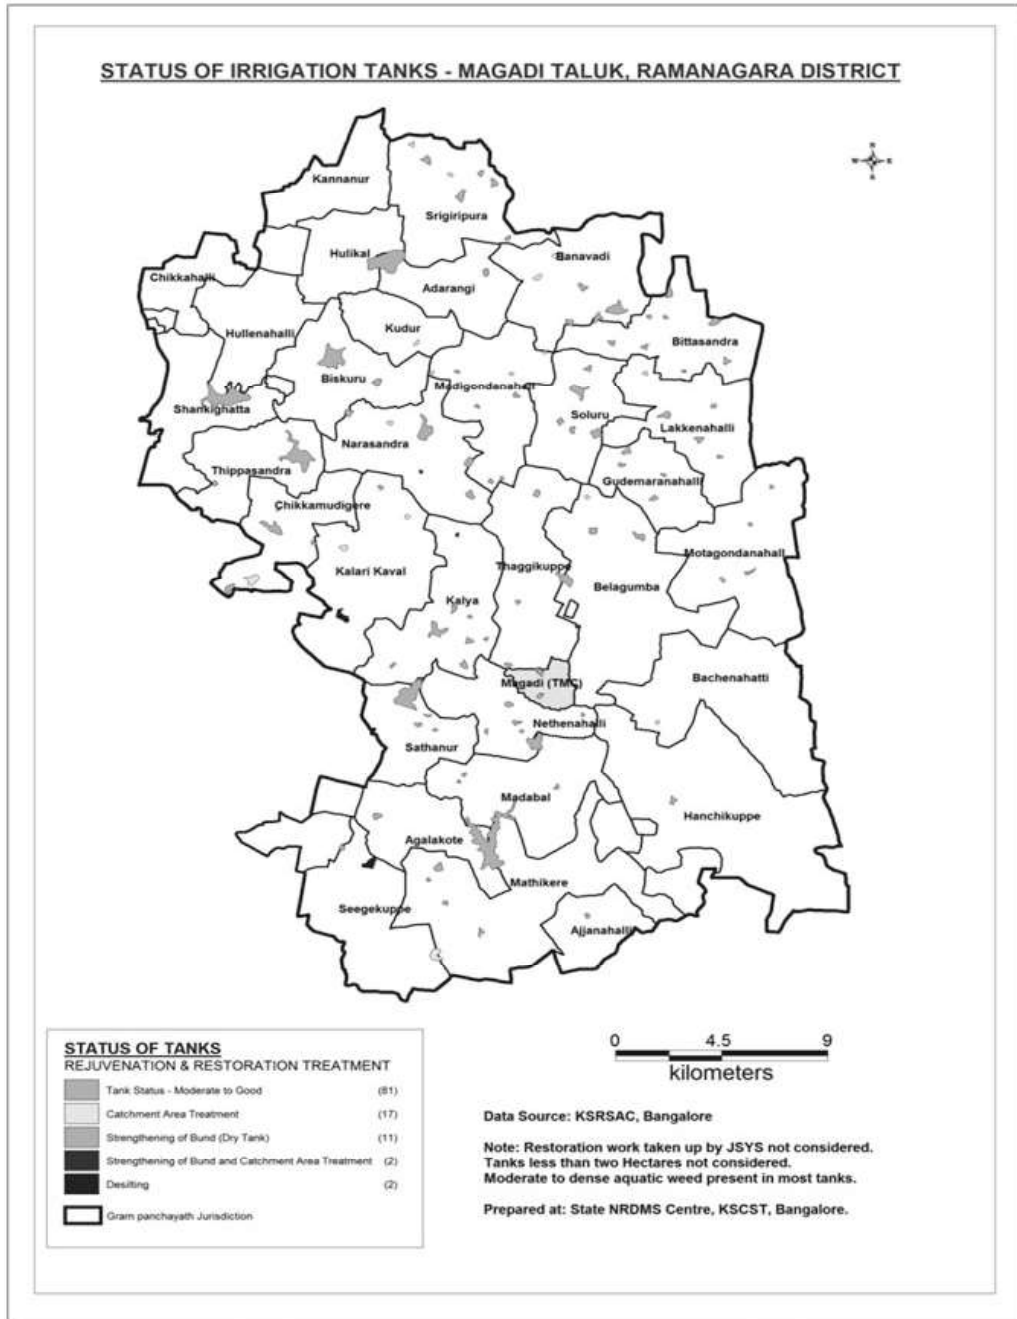 STATUS OF IRRIGATION TANKS - MAGADI TALUK, RAMANAGARA DISTRICT
N
W E
S
Kannanur
Srigiripura
Hulikal
Banavadi
Chikkahalli
Adarangi
Hullenahalli
Kudur
Bittasandra
Biskuru
Madigondanahall
Shankighatta
Soluru
Lakkenahalli
Narasandra
Thippasandra
Gudemaranahalli
Chikkamudigere
Motagondanahall
Kalari Kaval
Thaggikuppe
Belagumba
Kalya
Magadi (TMC)
Bachenahatti
Nethenahalli
Sathanur
Madabal
Hanchikuppe
Agalakote
Mathikere
Seegekuppe
Ajjanahalli
STATUS OF TANKS
REJUVENATION & RESTORATION TREATMENT
Tank Status - Moderate to Good (81)
Catchment Area Treatment (17)
Strengthening of Bund (Dry Tank) (11)
Strengthening of Bund and Catchment Area Treatment (2)
Desilting (2)
Gram panchayath Jurisdiction
0 4.5 9
kilometers
Data Source: KSRSAC, Bangalore
Note: Restoration work taken up by JSYS not considered.
Tanks less than two Hectares not considered.
Moderate to dense aquatic weed present in most tanks.
Prepared at: State NRDMS Centre, KSCST, Bangalore.